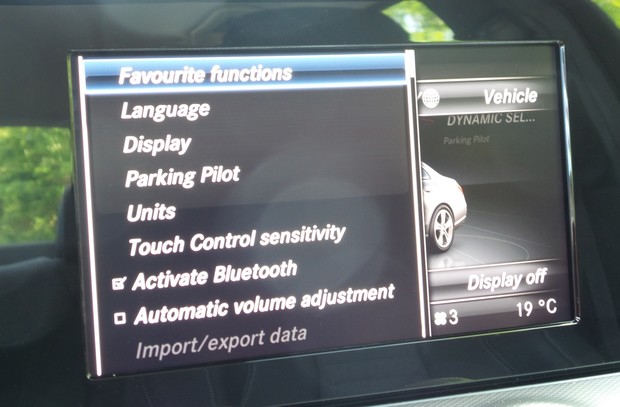 Favourite functions
Language
Display
Parking Pilot
Units
Touch Control sensitivity
Activate Bluetooth
Automatic volume adjustment
Import/export data
Vehicle
DYNAMIC SEL...
Parking Pilot
Display off
3 19 °C